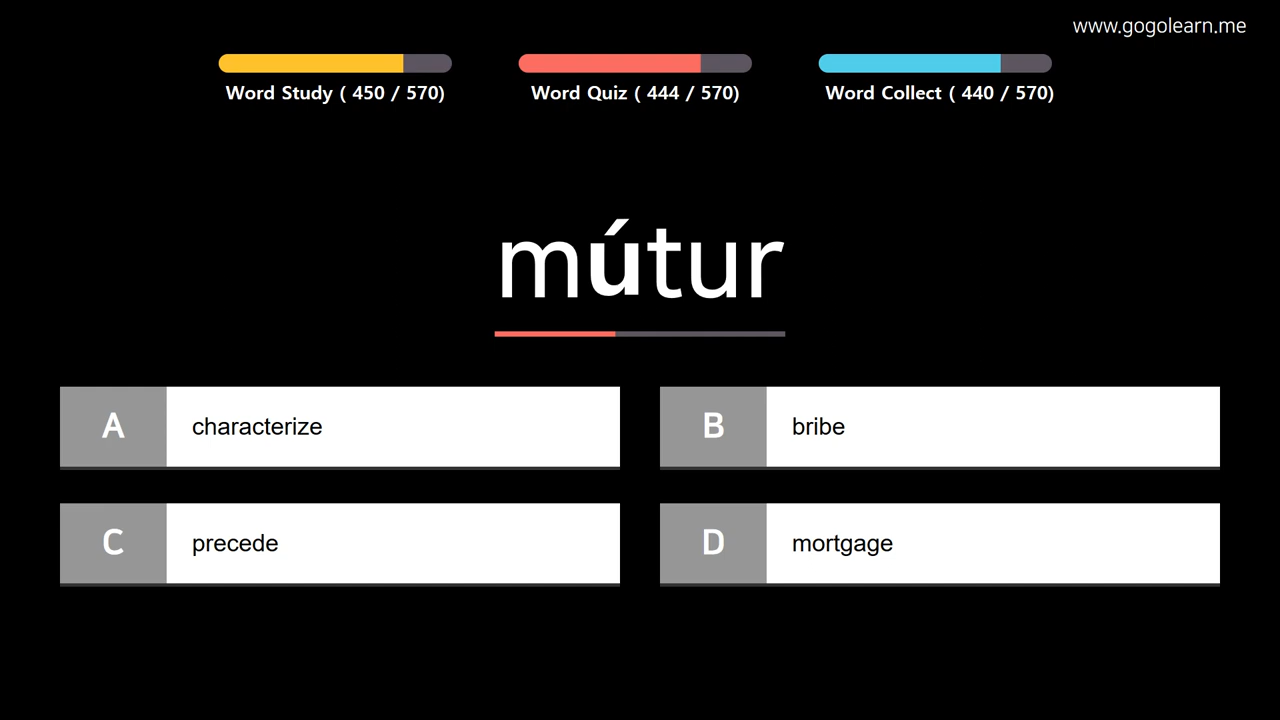 www.gogolearn.me
Word Study ( 450 / 570)
Word Quiz ( 444 / 570)
Word Collect ( 440 / 570)
mútur
A characterize
B bribe
C precede
D mortgage